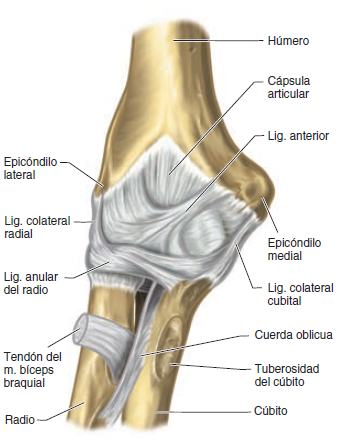 Húmero
Cápsula
articular
Lig. anterior
Epicóndilo
lateral
Lig. colateral
radial
Epicóndilo
medial
Lig. anular
del radio
Lig. colateral
cubital
Cuerda oblicua
Tendón del
m. bíceps
braquial
Tuberosidad
del cúbito
Radio
Cúbito